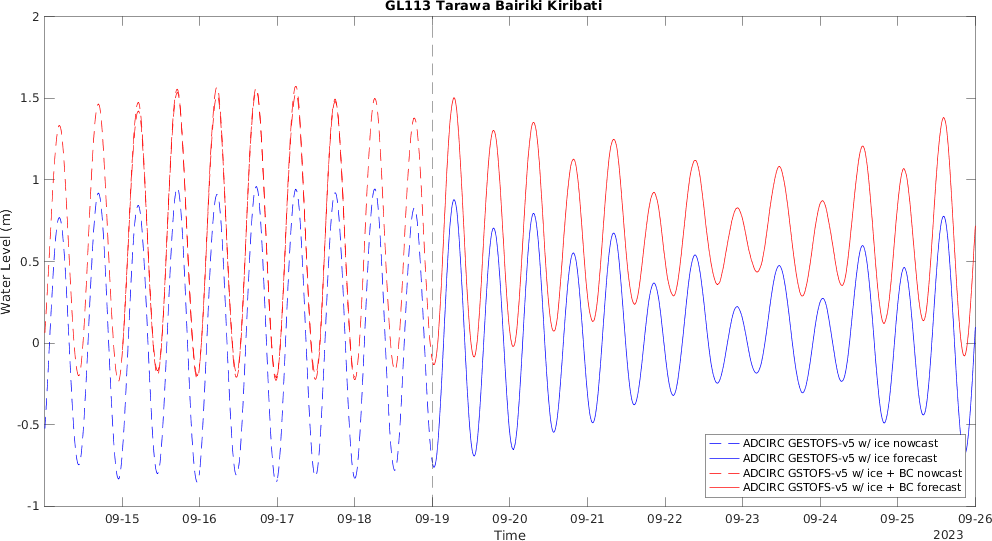 GL113 Tarawa Bairiki Kiribati
2
1.5
1
0.5
0
-0.5
-1
Water Level (m)
09-15
09-16
09-17
09-18
09-19
09-20
09-21
09-22
09-23
09-24
09-25
09-26
Time
2023
ADCIRC GESTOFS-v5 w/ ice nowcast
ADCIRC GESTOFS-v5 w/ ice forecast
ADCIRC GSTOFS-v5 w/ ice + BC nowcast
ADCIRC GSTOFS-v5 w/ ice + BC forecast